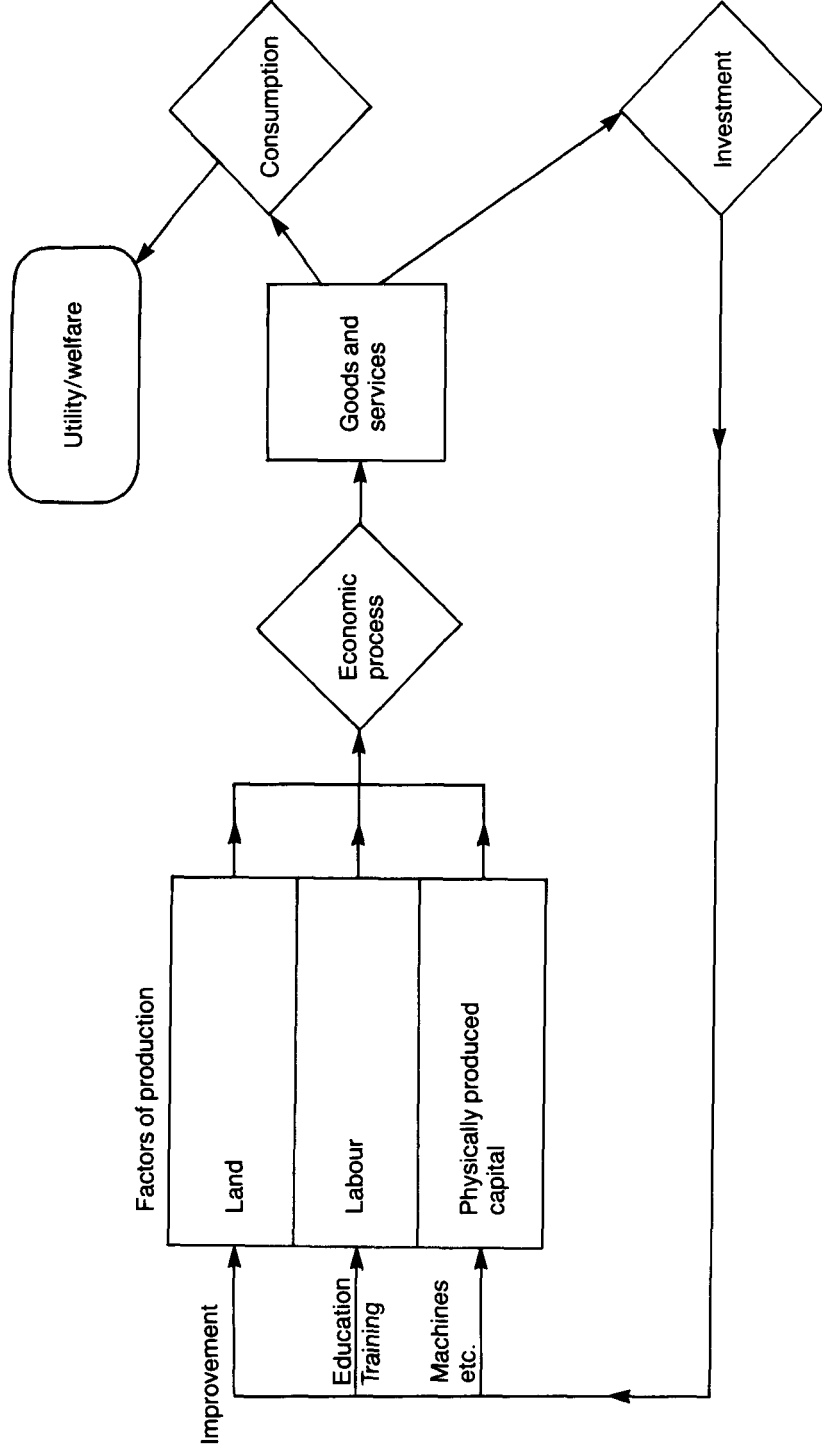 Improvement
Education
Training
Machines
etc.
Factors of production
Land
Labour
Physically produced
capital
Economic
process
Goods and
services
Utility/welfare
Consumption
Investment